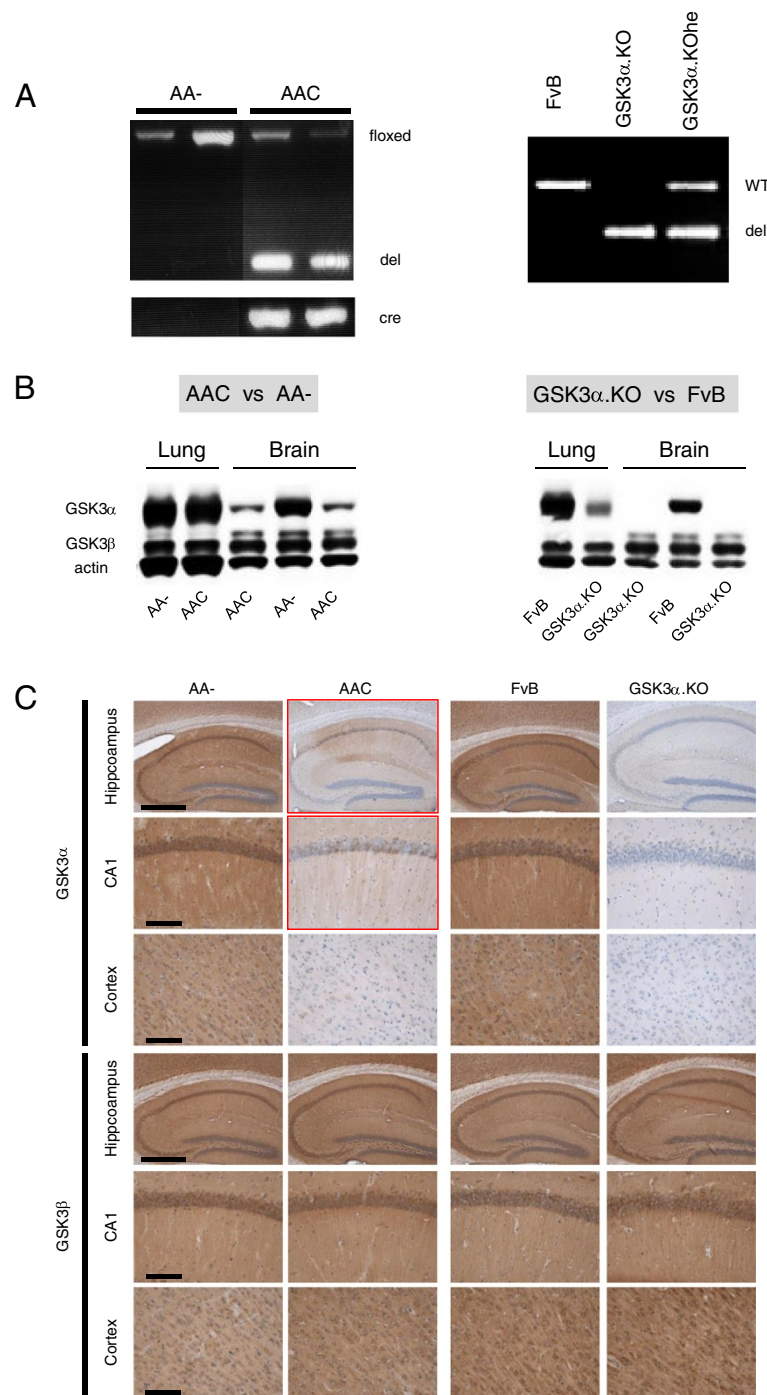 A
AA-
AAC
floxed
del
cre
FvB
GSK3α.KO
GSK3α.KOhe
WT
del
B
AAC vs AA-
Lung
Brain
GSK3α
GSK3β
actin
AA-
AAC
AAC
AA-
AAC
GSK3α.KO vs FvB
Lung
Brain
FvB
GSK3α.KO
GSK3α.KO
FvB
GSK3α.KO
C
AA-
AAC
FvB
GSK3α.KO
GSK3α
Hippcoampus
CA1
Cortex
GSK3β
Hippcoampus
CA1
Cortex